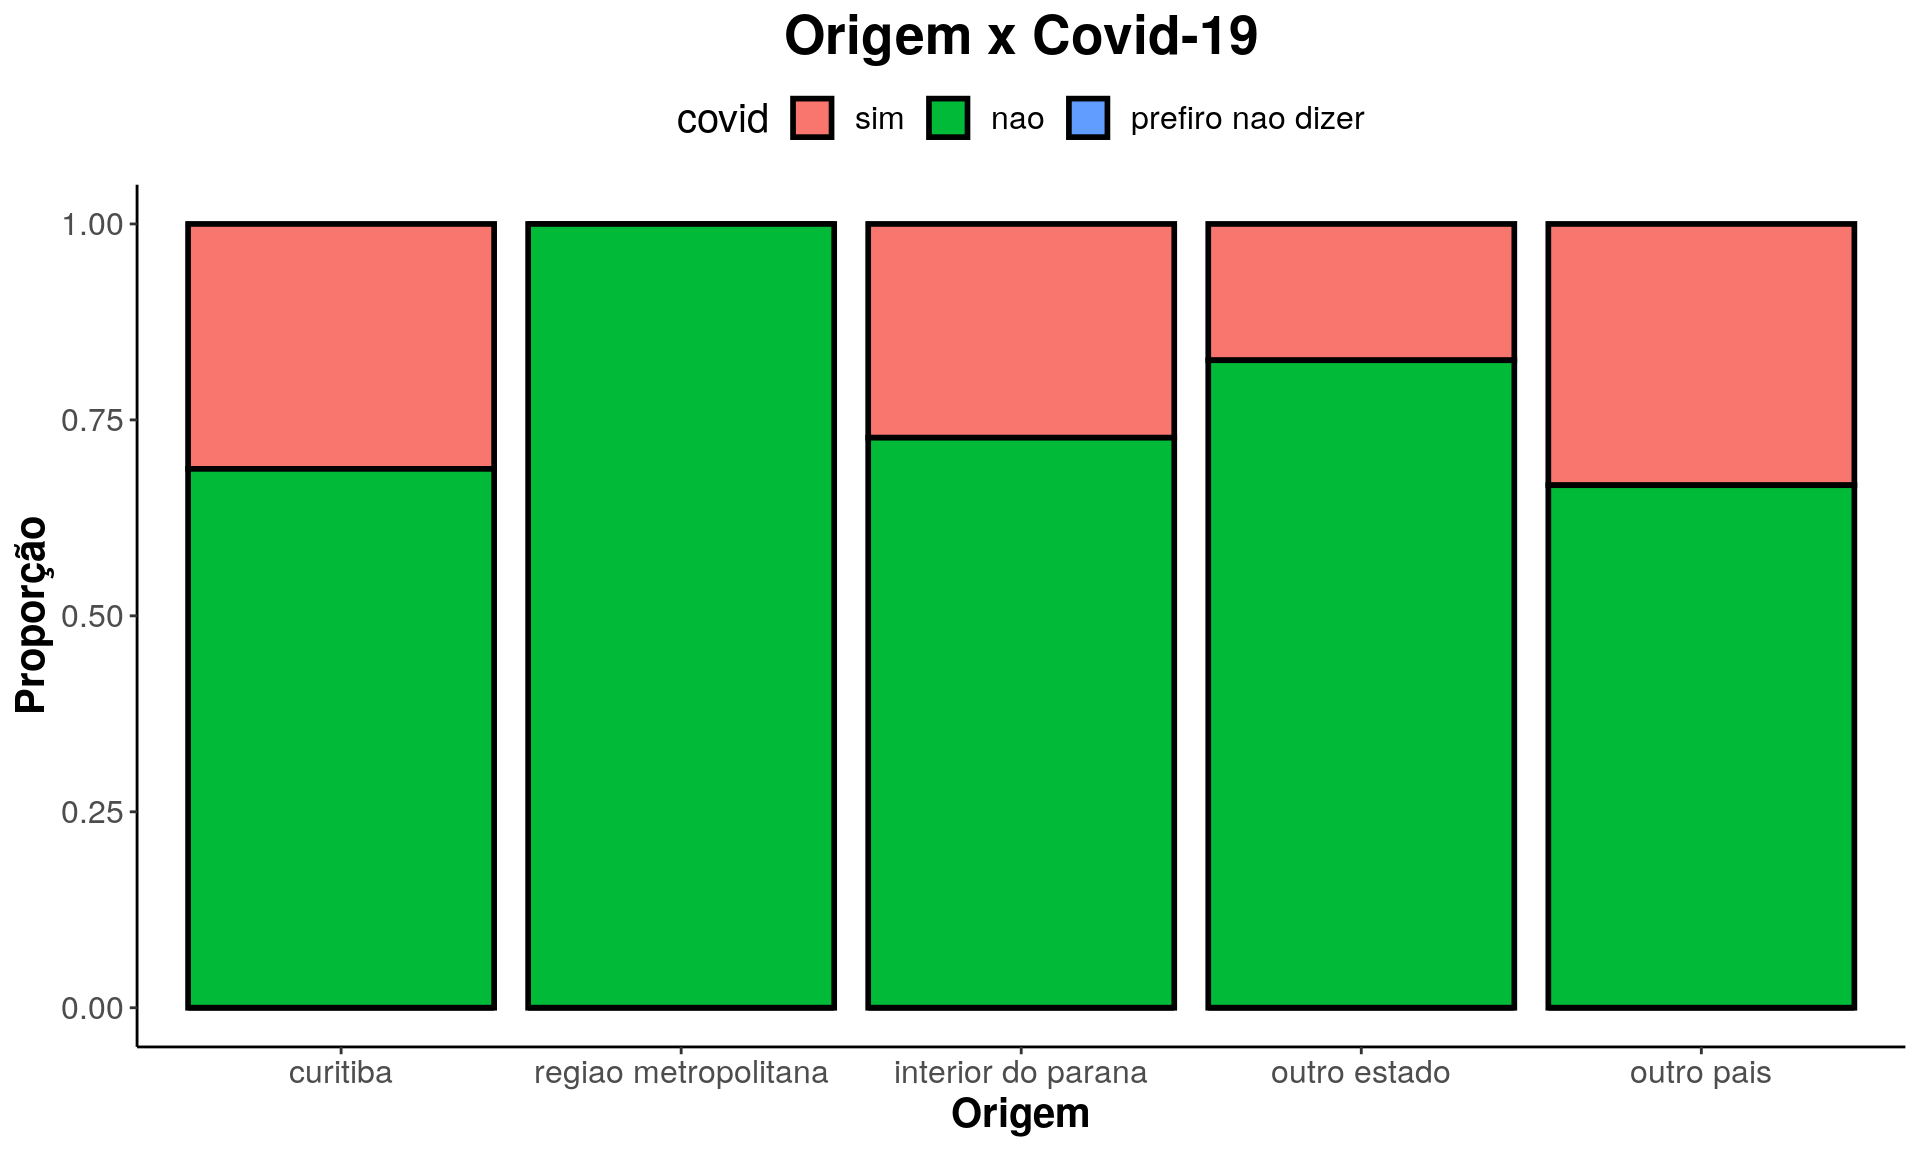 Origem x Covid-19
covid sim nao prefiro nao dizer
1.00
0.75
0.50
0.25
0.00
Proporção
curitiba regiao metropolitana interior do parana outro estado outro pais
Origem